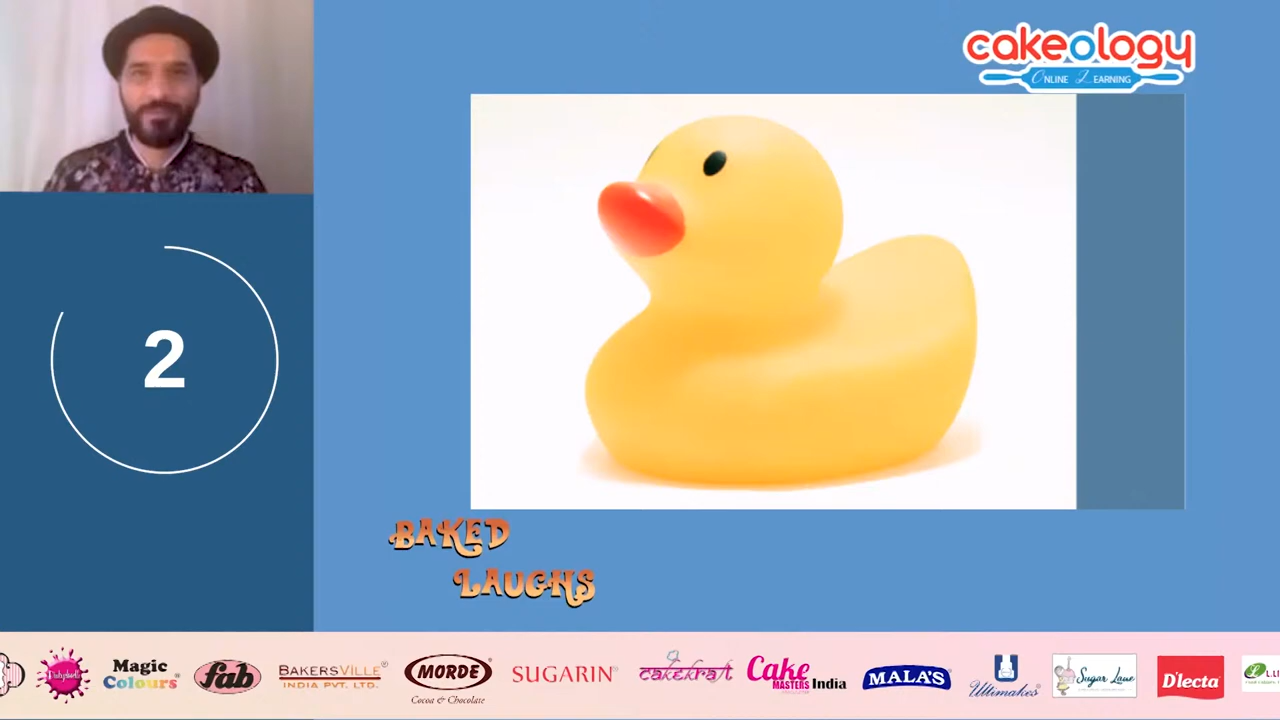 cakeology
ONLINE LEARNING
2
BAKED
LAUGHS
Magic
Colours
fab
BAKERSVILLE®
INDIA PVT. LTD.
MORDE®
Cocoa & Chocolate
SUGARIN®
cakekraft
Cake
MASTERS India
MALA'S
Ultimakes®
Sugar Lane
D'lecta